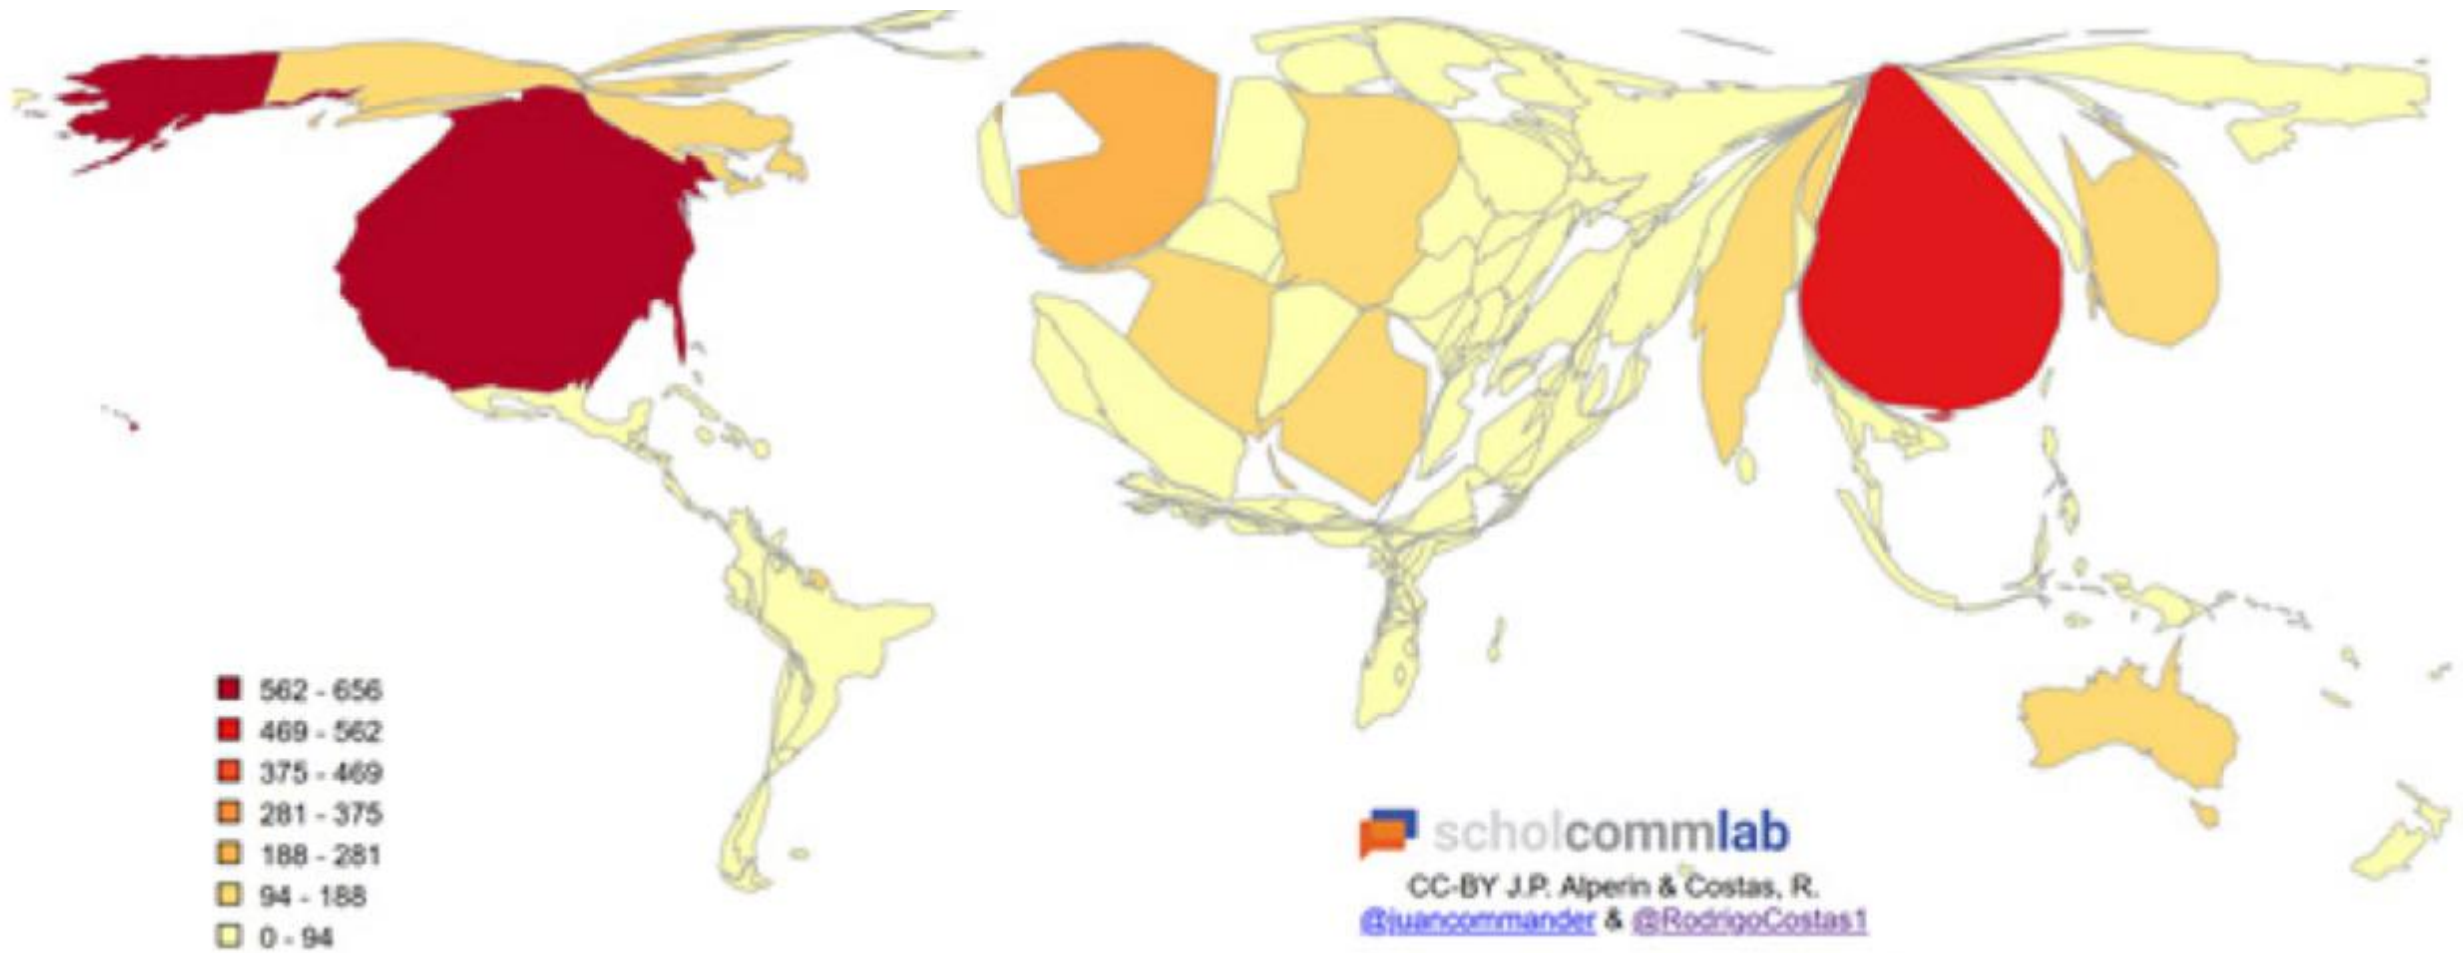 562 - 656
469 - 562
375 - 469
281 - 375
188 - 281
94 - 188
0 - 94
scholcommlab
CC-BY J.P. Alperin & Costas, R.
@juancommander & @RodrigoCostas1